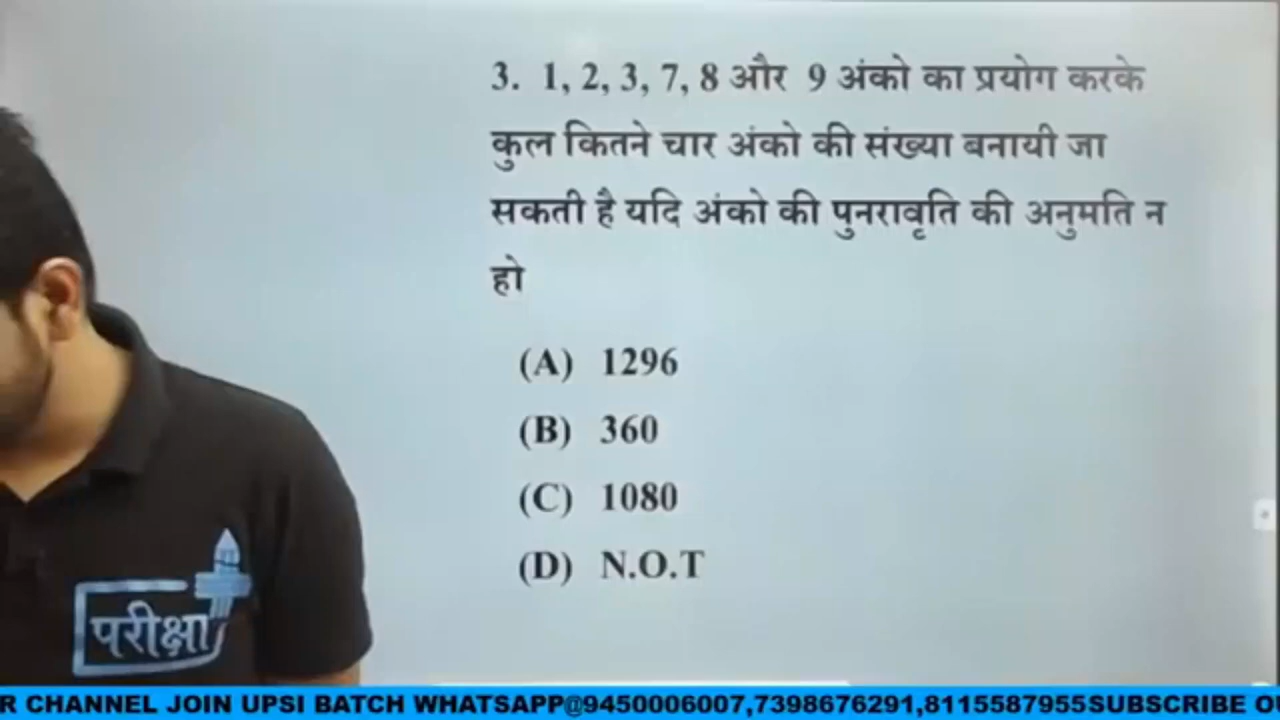 3. 1, 2, 3, 7, 8 और 9 अंको का प्रयोग करके
कुल कितने चार अंको की संख्या बनायी जा
सकती है यदि अंको की पुनरावृति की अनुमति न
हो
(A) 1296
(B) 360
(C) 1080
(D) N.O.T
परीक्षा
R CHANNEL JOIN UPSI BATCH WHATSAPP@9450006007,7398676291,8115587955SUBSCRIBE O